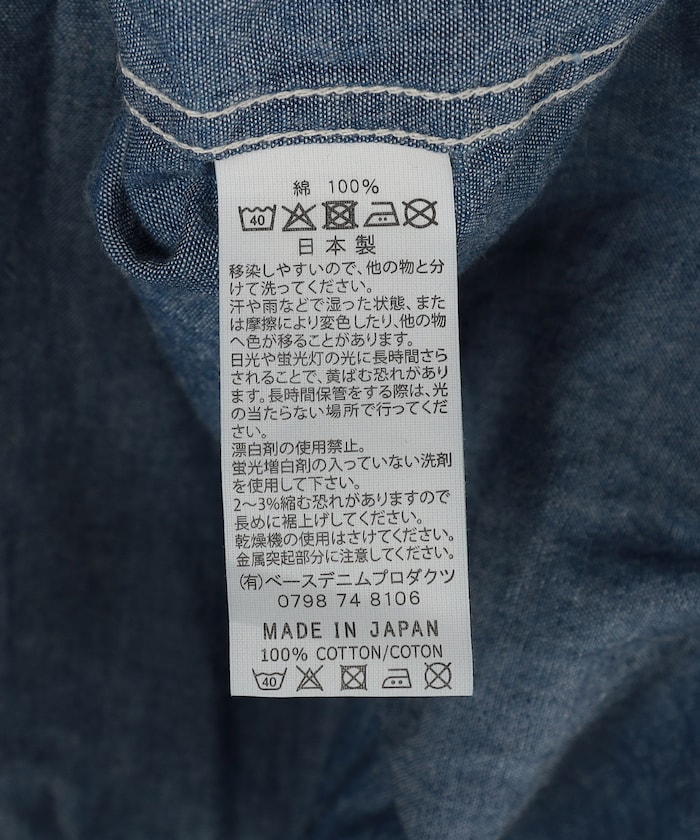 綿 100%
40
日本製
移染しやすいので、他の物と分
けて洗ってください。
汗や雨などで湿った状態、また
は摩擦により変色したり、他の物
へ色が移ることがあります。
日光や蛍光灯の光に長時間さら
されることで、黄ばむ恐れがありま
す。長時間保管をする際は、光
の当たらない場所で行ってくだ
さい。
漂白剤の使用禁止。
蛍光増白剤の入っていない洗剤
を使用して下さい。
2～3%縮む恐れがありますので
長めに裾上げしてください。
乾燥機の使用はさけてください。
金属突起部分に注意してください。
(有)ベースデニムプロダクツ
0798 74 8106
MADE IN JAPAN
100% COTTON/COTON
40